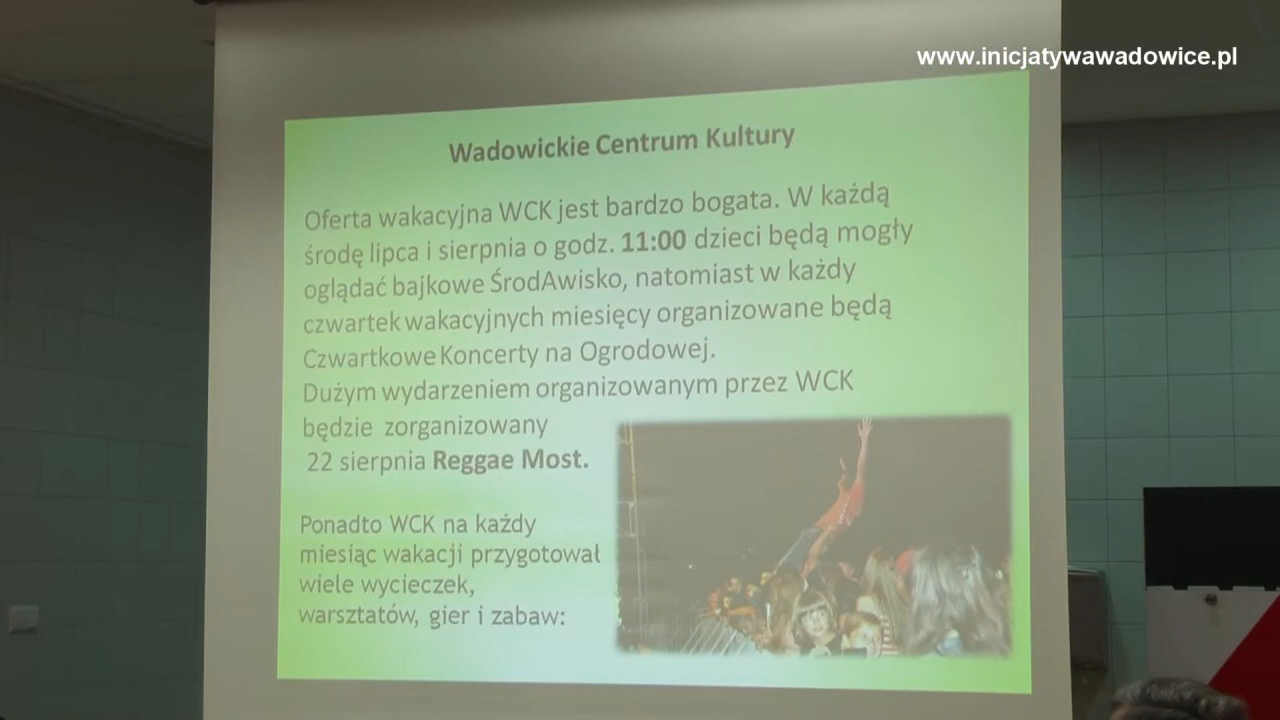 www.inicjatywawadowice.pl
Wadowickie Centrum Kultury
Oferta wakacyjna WCK jest bardzo bogata. W każdą
środę lipca i sierpnia o godz. 11:00 dzieci będą mogły
oglądać bajkowe ŚrodAwisko, natomiast w każdy
czwartek wakacyjnych miesięcy organizowane będą
Czwartkowe Koncerty na Ogrodowej.
Dużym wydarzeniem organizowanym przez WCK
będzie zorganizowany
22 sierpnia Reggae Most.
Ponadto WCK na każdy
miesiąc wakacji przygotował
wiele wycieczek,
warsztatów, gier i zabaw: